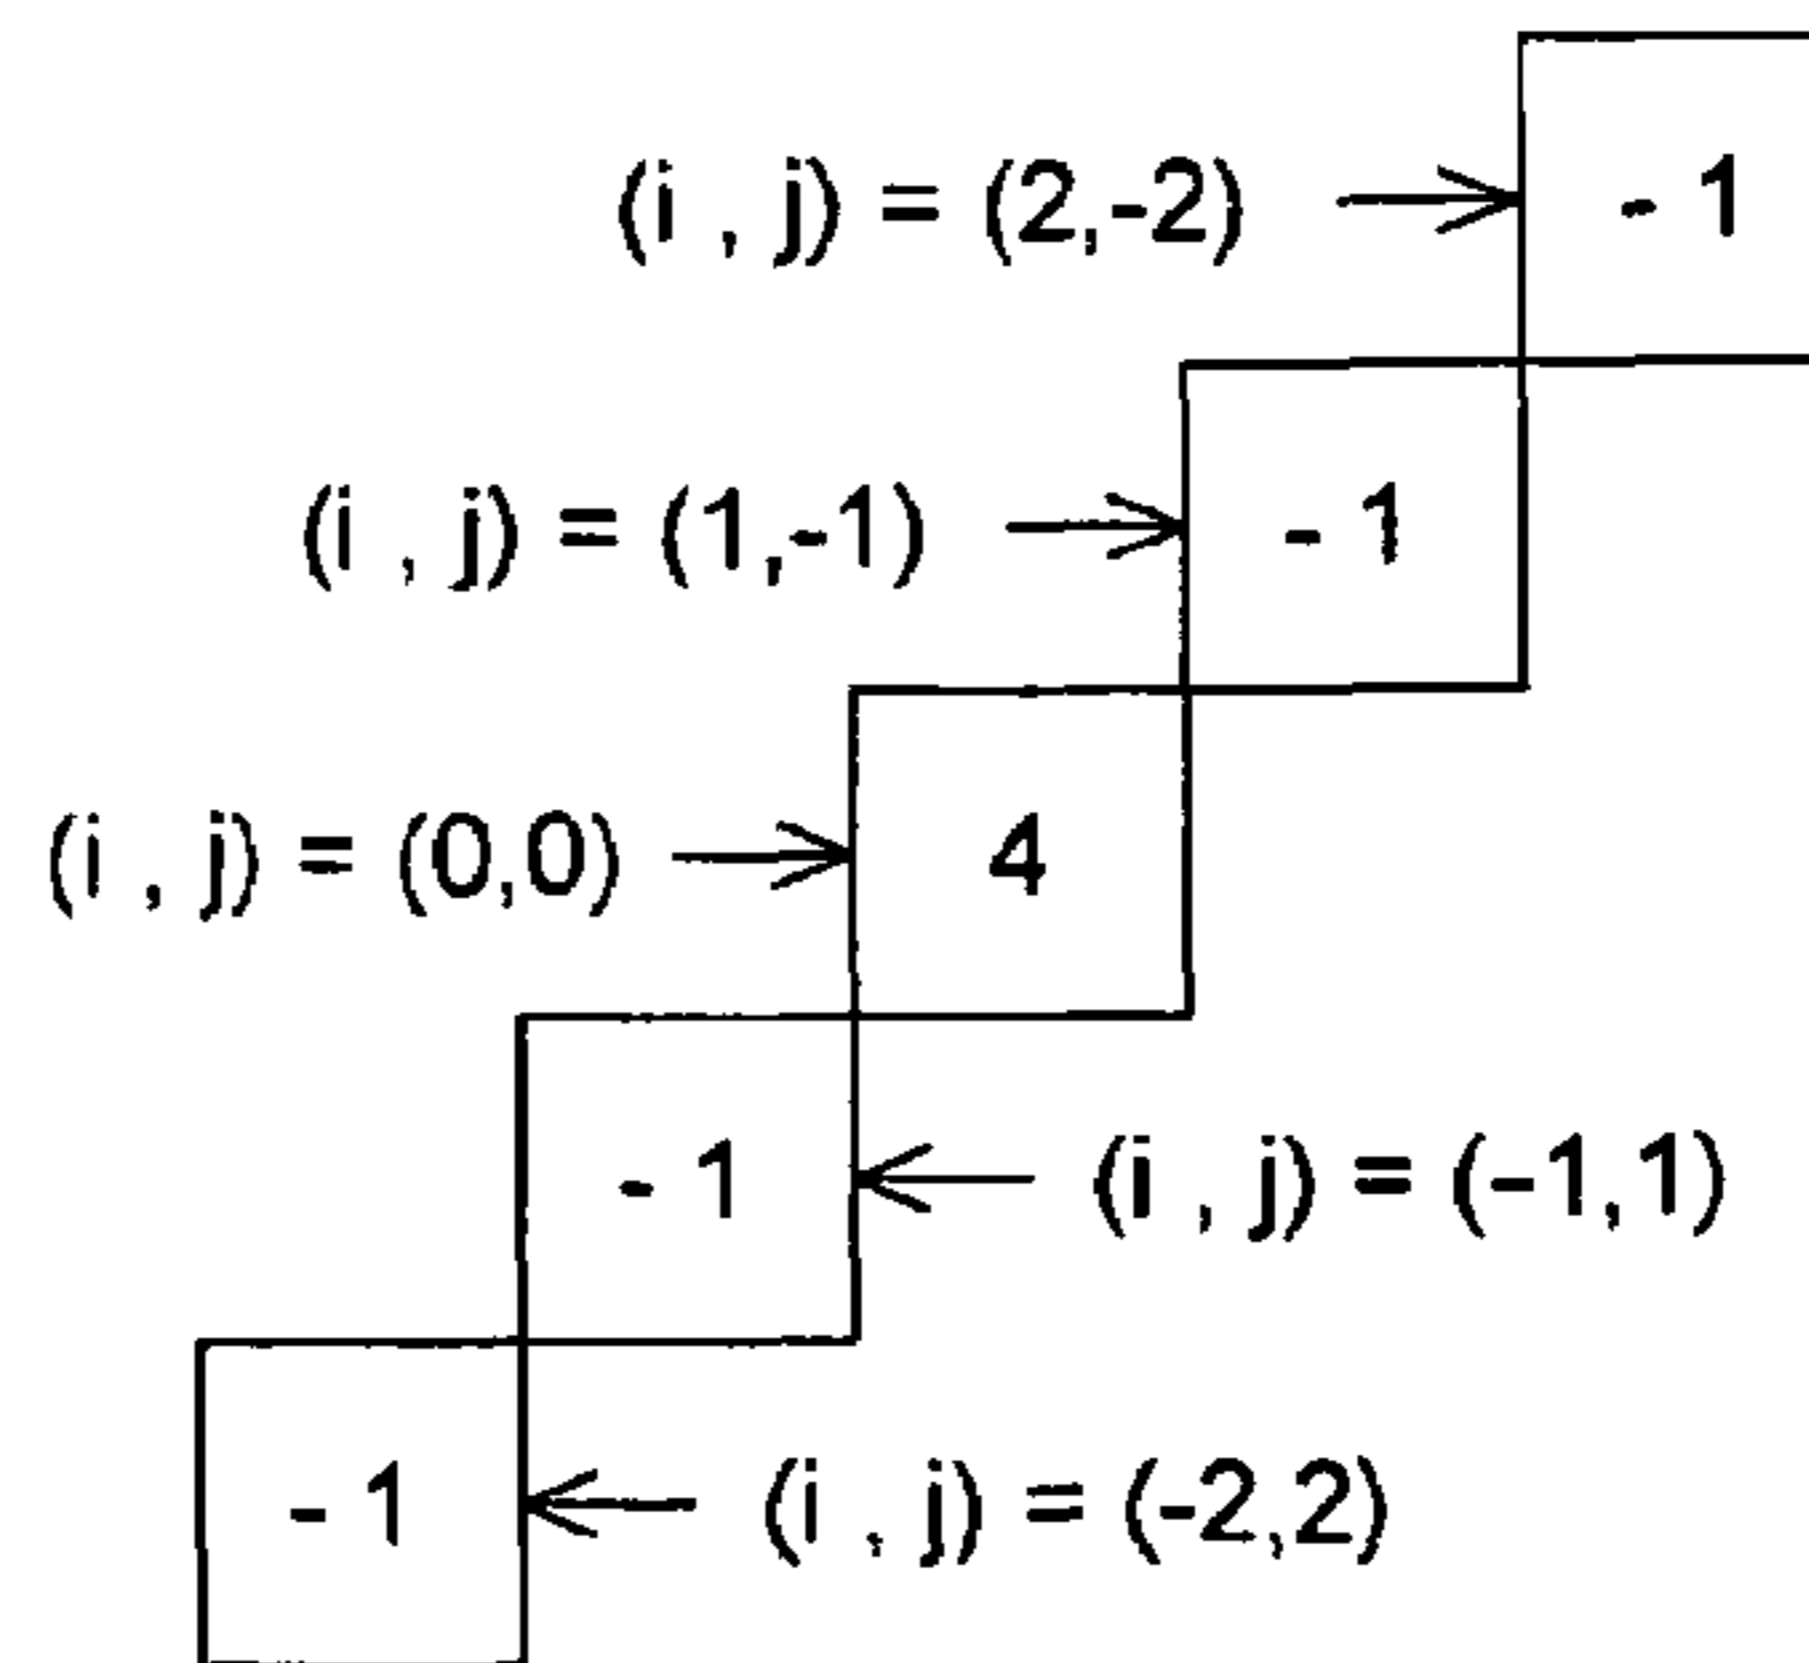 (i , j) = (2,-2) - 1
(i , j) = (1,-1) - 1
(i , j) = (0,0) 4
- 1 (i , j) = (-1,1)
- 1 (i , j) = (-2,2)